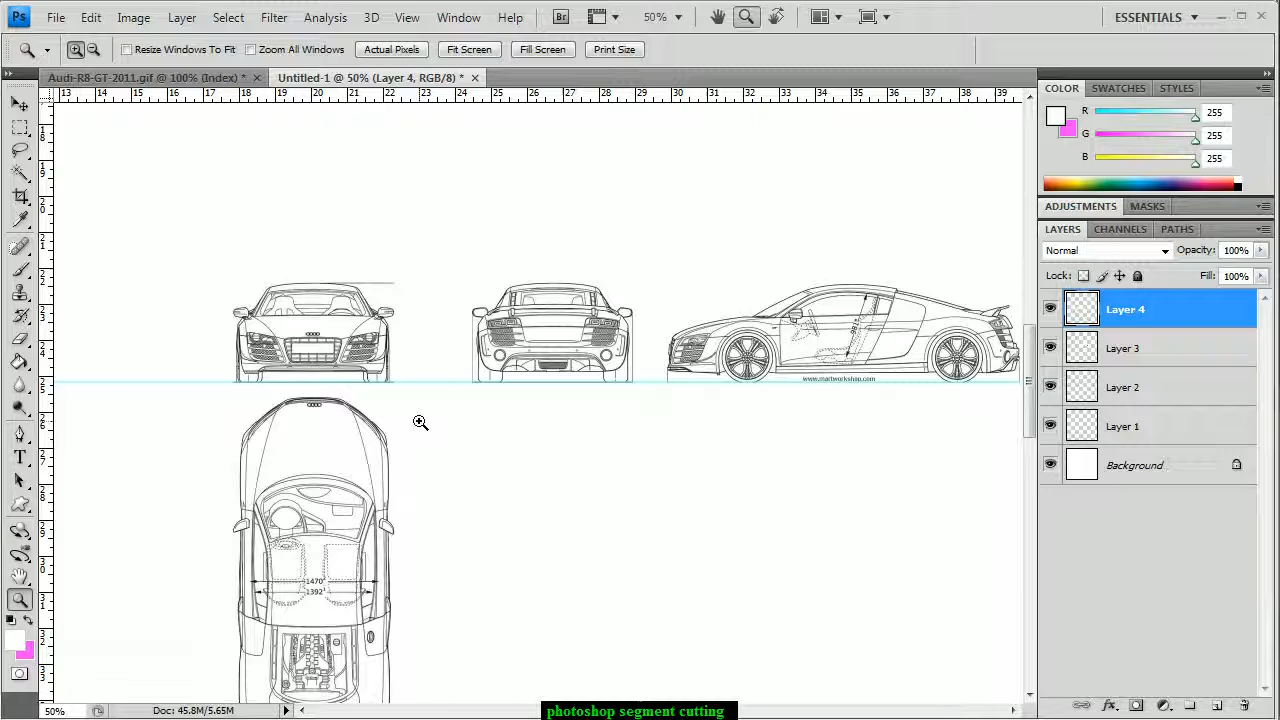 Ps File Edit Image Layer Select Filter Analysis 3D View Window Help Br 50% ESSENTIALS
Resize Windows To Fit Zoom All Windows Actual Pixels Fit Screen Fill Screen Print Size
Audi-R8-GT-2011.gif @ 100% (Index) * Untitled-1 @ 50% (Layer 4, RGB/8) *
13 14 15 16 17 18 19 20 21 22 23 24 25 26 27 28 29 30 31 32 33 34 35 36 37 38 39
COLOR SWATCHES STYLES
R 255
G 255
B 255
ADJUSTMENTS MASKS
LAYERS CHANNELS PATHS
Normal Opacity: 100%
Lock: Fill: 100%
Layer 4
Layer 3
Layer 2
Layer 1
Background
www.martworkshop.com
1470
1392
50% Doc: 45.8M/5.65M
photoshop segment cutting